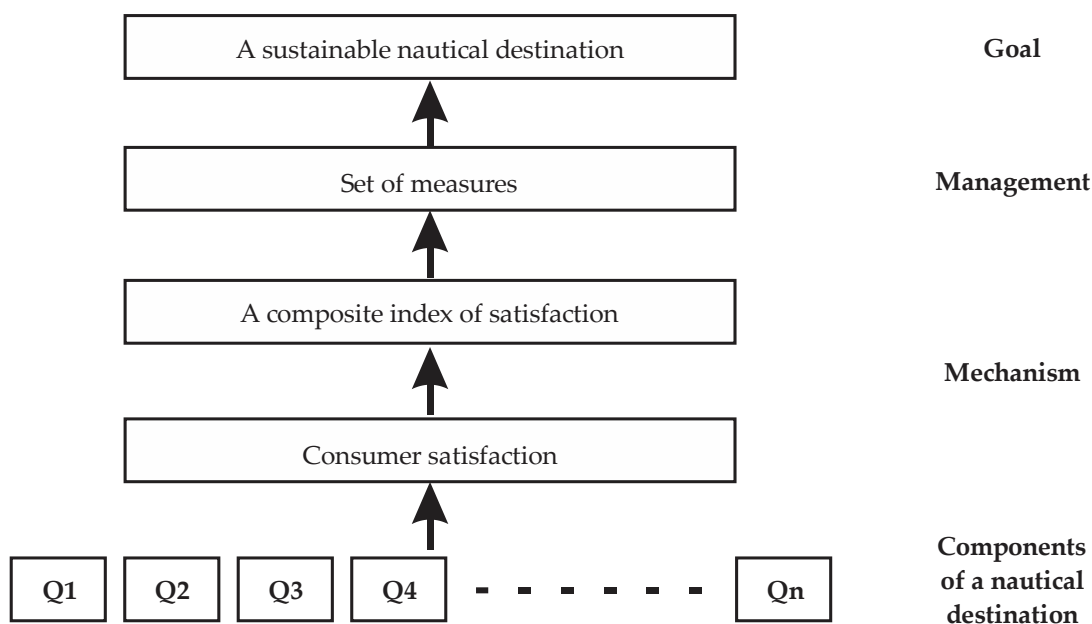 A sustainable nautical destination
Goal
Set of measures
Management
A composite index of satisfaction
Mechanism
Consumer satisfaction
Q1 Q2 Q3 Q4 Qn
Components
of a nautical
destination